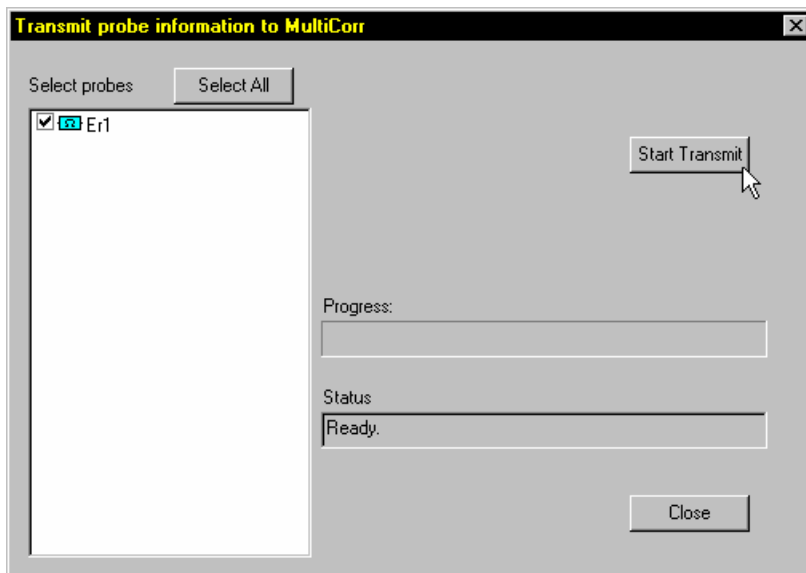 Transmit probe information to MultiCorr
Select probes
Select All
Er1
Start Transmit
Progress:
Status
Ready.
Close